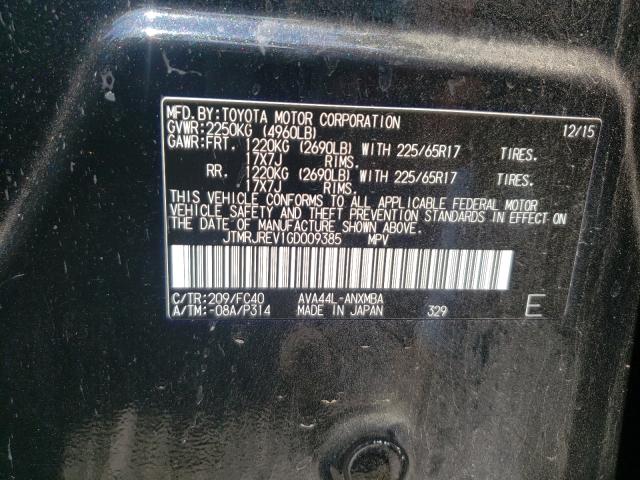 MFD.BY:TOYOTA MOTOR CORPORATION 12/15
GVWR:2250KG (4960LB)
GAWR:FRT. 1220KG (2690LB) WITH 225/65R17 TIRES.
17X7J RIMS.
RR. 1220KG (2690LB) WITH 225/65R17 TIRES.
17X7J RIMS.
THIS VEHICLE CONFORMS TO ALL APPLICABLE FEDERAL MOTOR
VEHICLE SAFETY AND THEFT PREVENTION STANDARDS IN EFFECT ON
THE DATE OF MANUFACTURE SHOWN ABOVE.
JTMRJREV1GD009385 MPV
C/TR:209/FC40 AVA44L-ANXMBA
A/TM:-08A/P314 MADE IN JAPAN 329 E